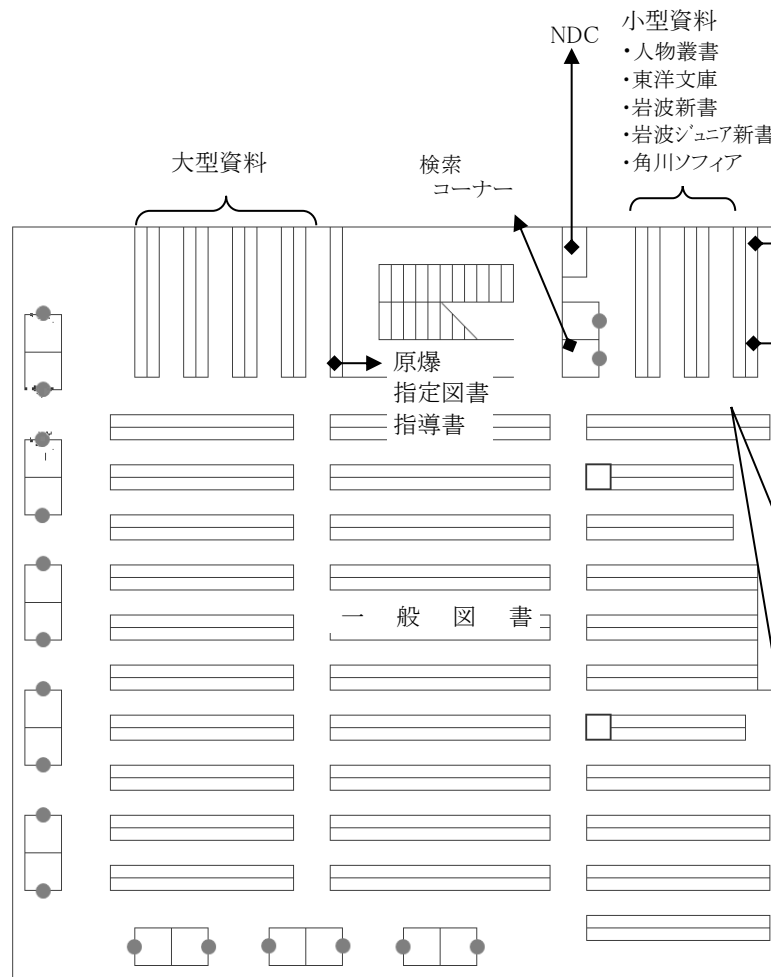 小型資料
・人物叢書
・東洋文庫
・岩波新書
・岩波ジュニア新書
・角川ソフィア
NDC
大型資料
検索
コーナー
原爆
指定図書
指導書
一般図書